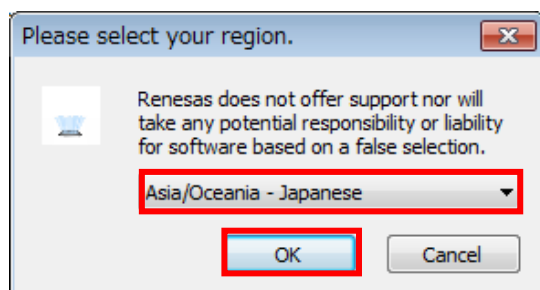 Please select your region.
Renesas does not offer support nor will
take any potential responsibility or liability
for software based on a false selection.
Asia/Oceania - Japanese
OK
Cancel